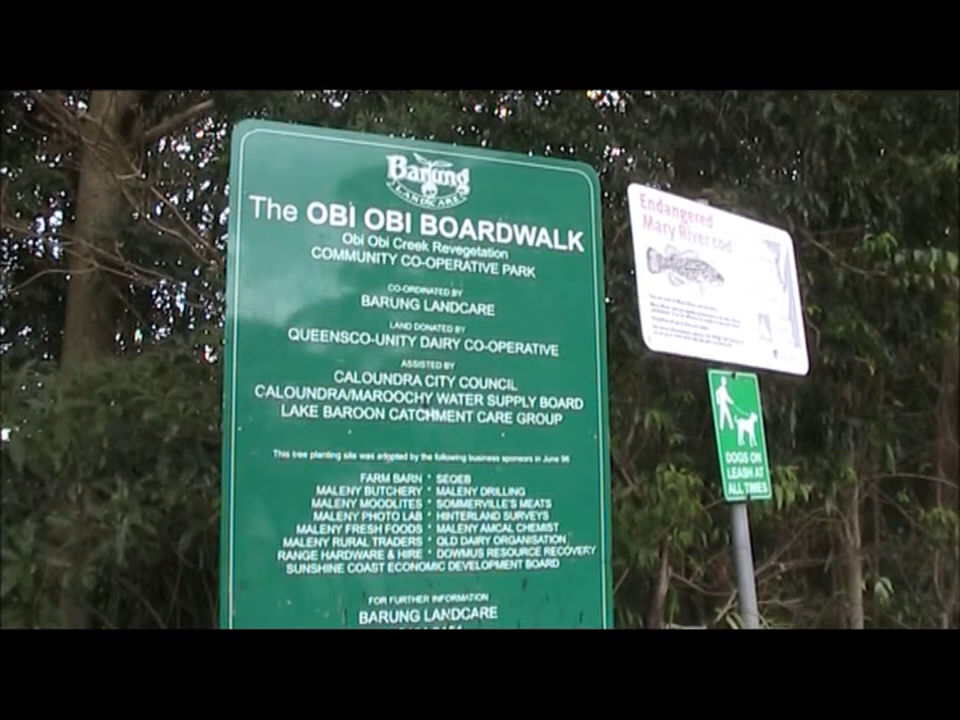 Barung
LANDCARE
The OBI OBI BOARDWALK
Obi Obi Creek Revegetation
COMMUNITY CO-OPERATIVE PARK
CO-ORDINATED BY
BARUNG LANDCARE
LAND DONATED BY
QUEENSCO-UNITY DAIRY CO-OPERATIVE
ASSISTED BY
CALOUNDRA CITY COUNCIL
CALOUNDRA/MAROOCHY WATER SUPPLY BOARD
LAKE BAROON CATCHMENT CARE GROUP
This tree planting site was adopted by the following business sponsors in June 96
FARM BARN * SEQEB
MALENY BUTCHERY * MALENY DRILLING
MALENY MOODLITES * SOMMERVILLE'S MEATS
MALENY PHOTO LAB * HINTERLAND SURVEYS
MALENY FRESH FOODS * MALENY AMCAL CHEMIST
MALENY RURAL TRADERS * QLD DAIRY ORGANISATION
RANGE HARDWARE & HIRE * DOWMUS RESOURCE RECOVERY
SUNSHINE COAST ECONOMIC DEVELOPMENT BOARD
FOR FURTHER INFORMATION
BARUNG LANDCARE
Endangered
Mary River cod
DOGS ON
LEASH AT
ALL TIMES